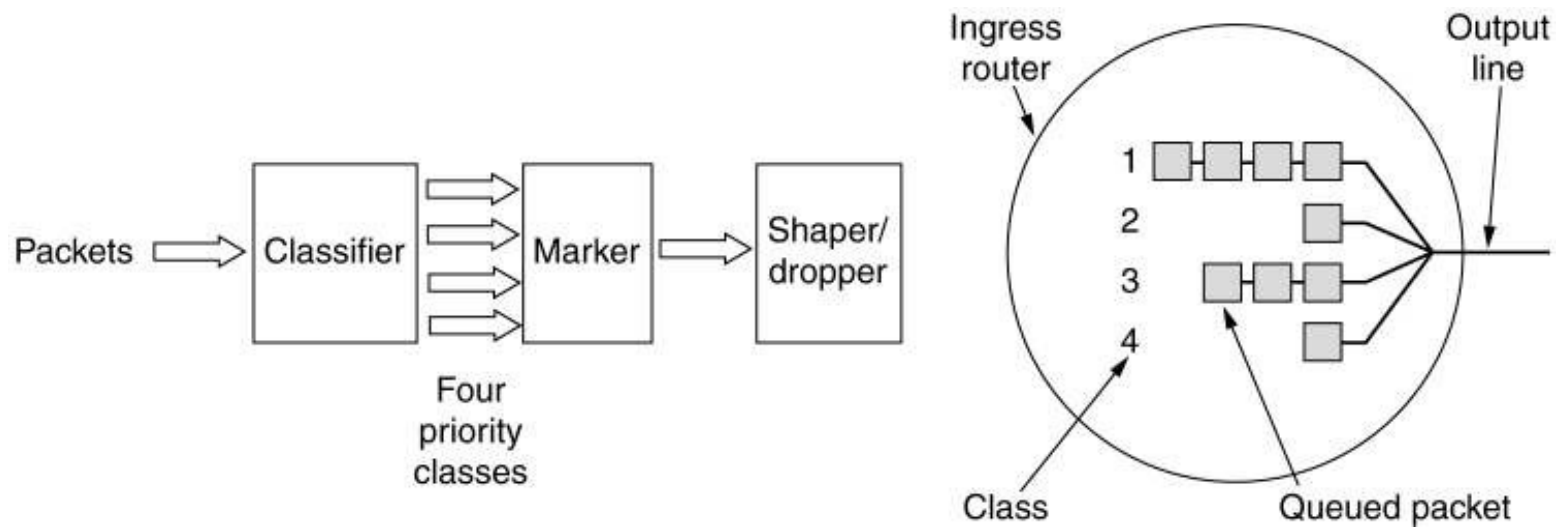 Packets
Classifier
Four
priority
classes
Marker
Shaper/
dropper
Ingress
router
Output
line
1
2
3
4
Class
Queued packet